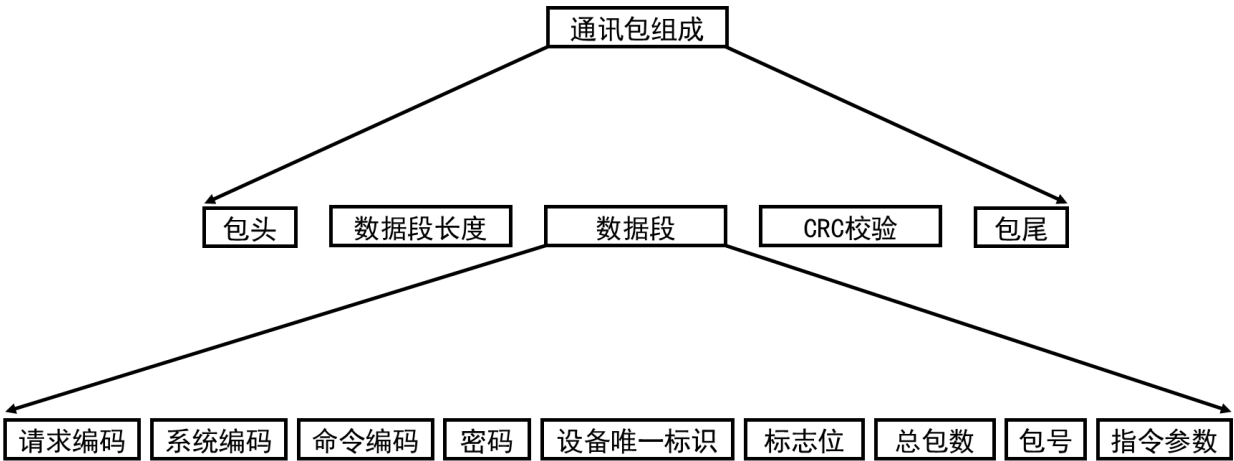 通讯包组成
包头 数据段长度 数据段 CRC校验 包尾
请求编码 系统编码 命令编码 密码 设备唯一标识 标志位 总包数 包号 指令参数